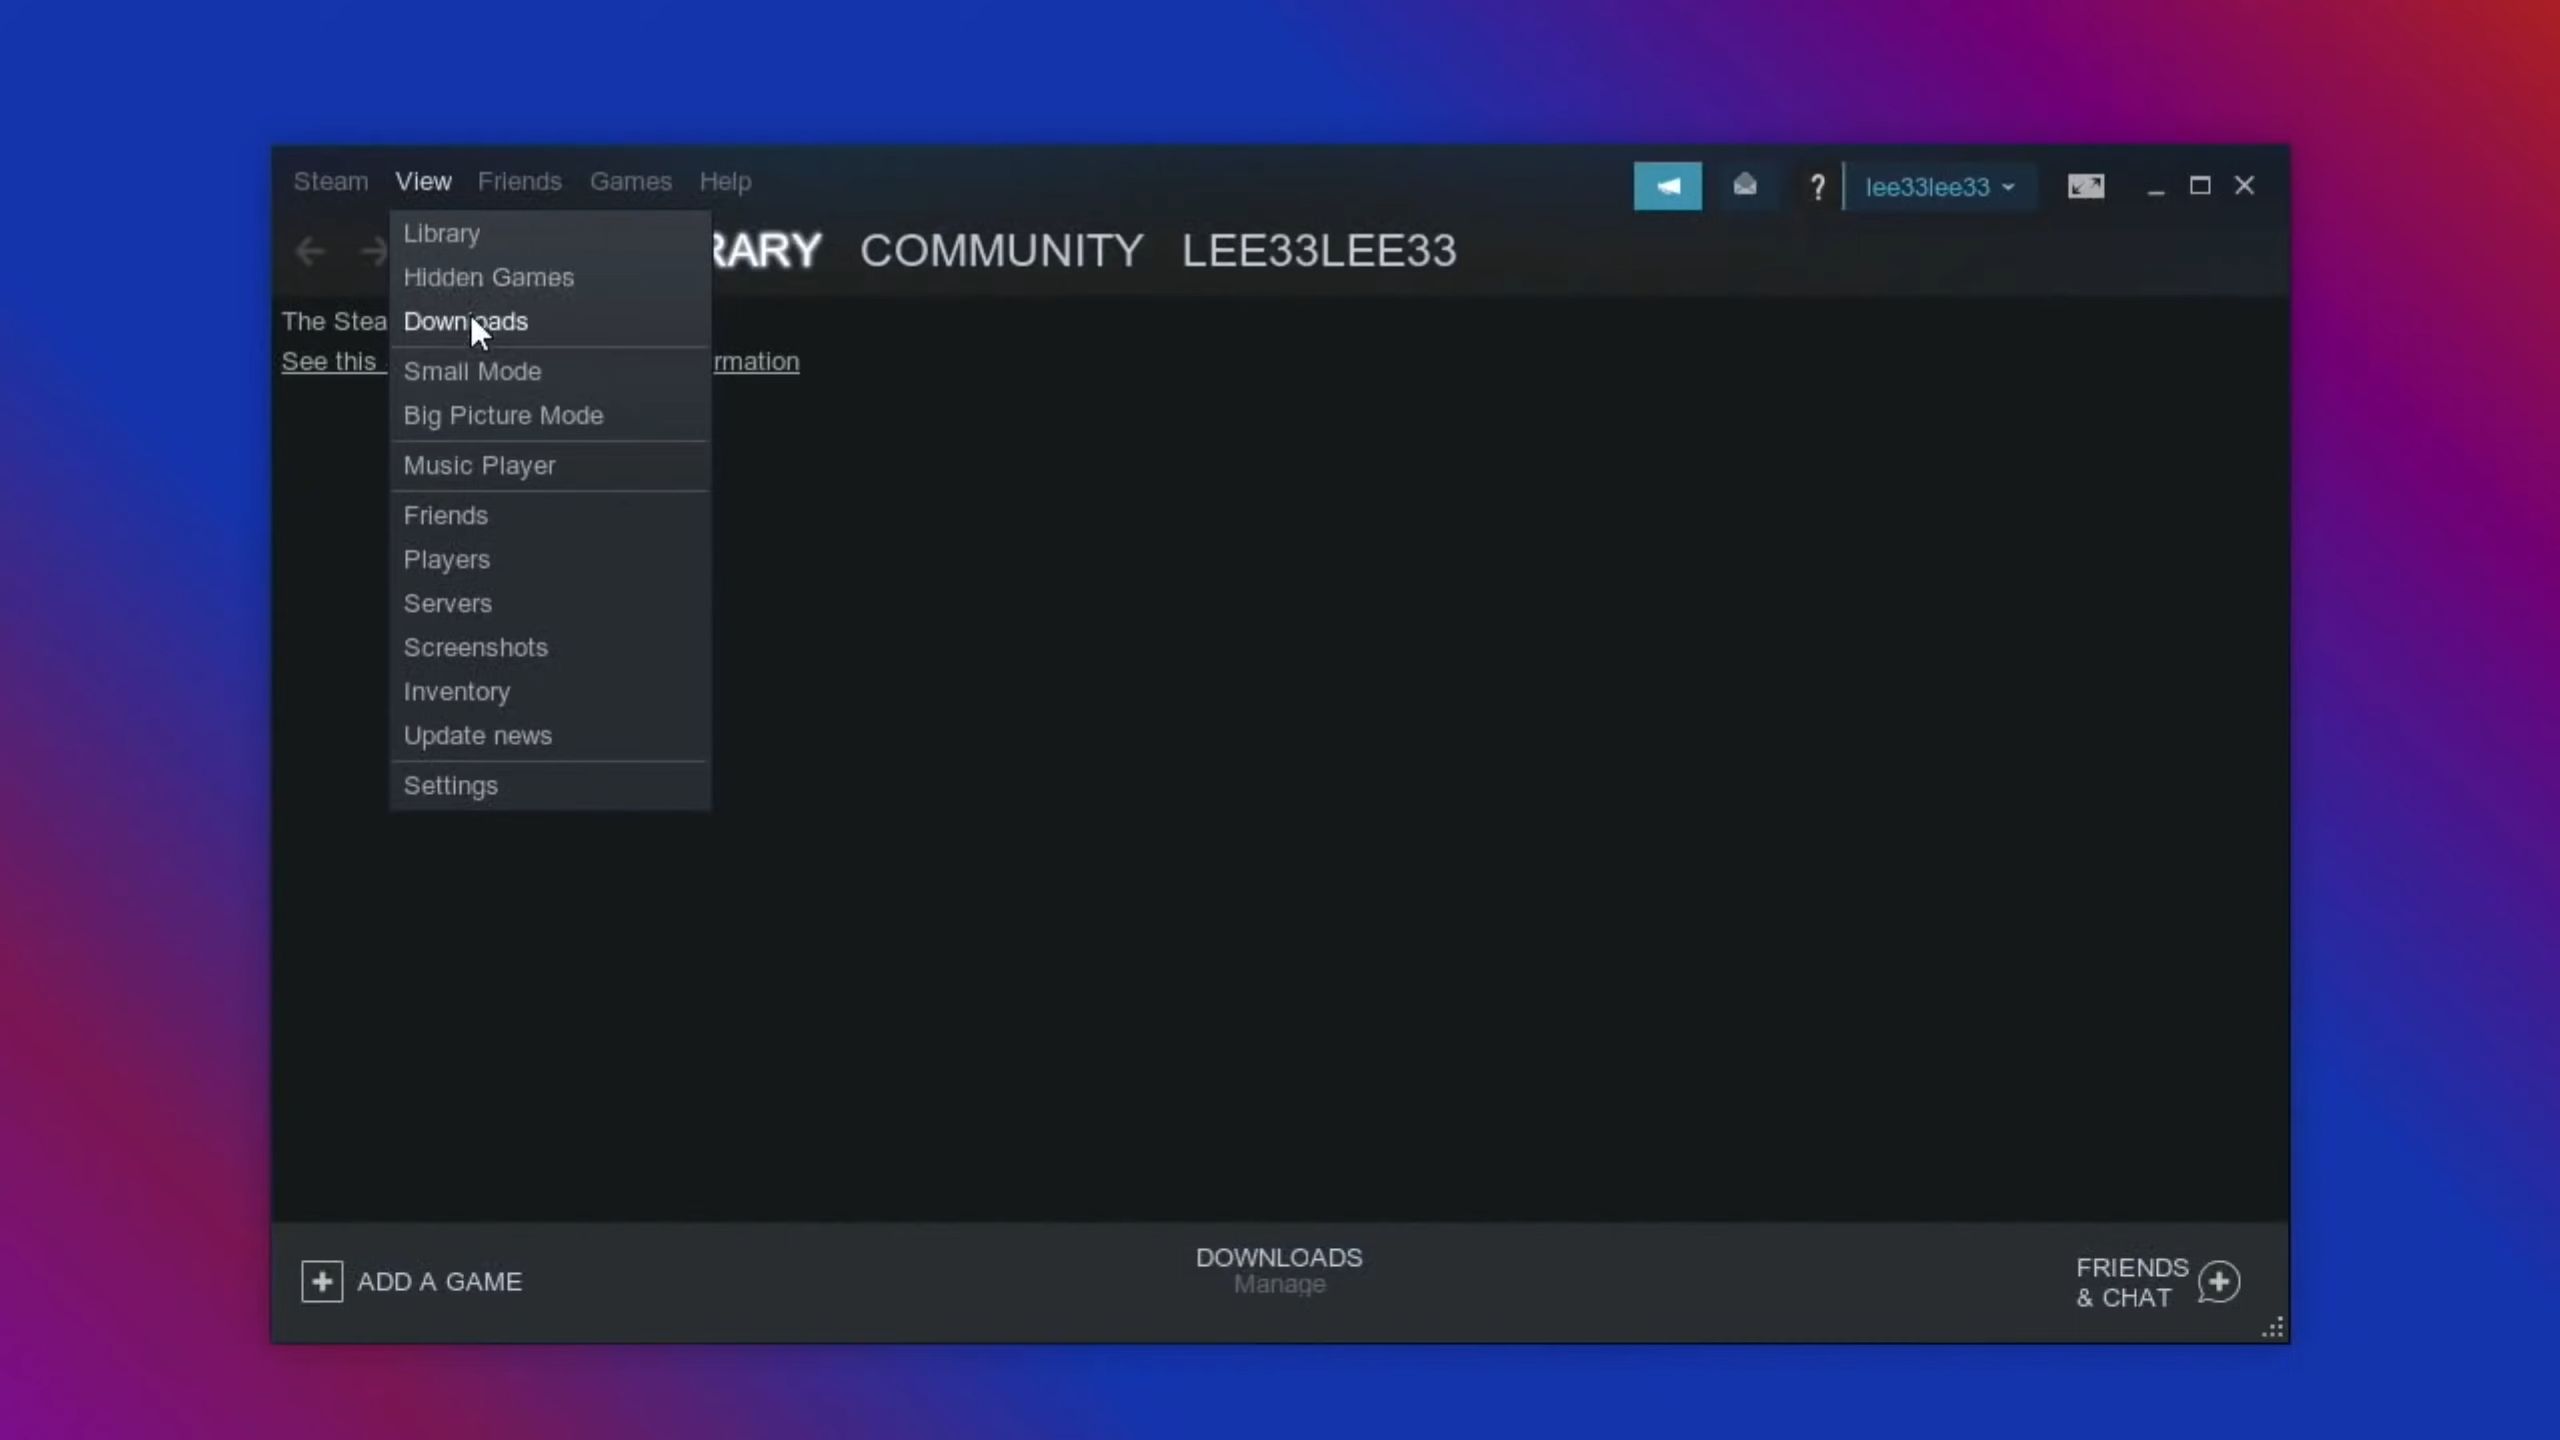 Steam View Friends Games Help
? lee33lee33
RARY COMMUNITY LEE33LEE33
Library
Hidden Games
The Stea
Downloads
See this
rmation
Small Mode
Big Picture Mode
Music Player
Friends
Players
Servers
Screenshots
Inventory
Update news
Settings
ADD A GAME
DOWNLOADS
Manage
FRIENDS
& CHAT